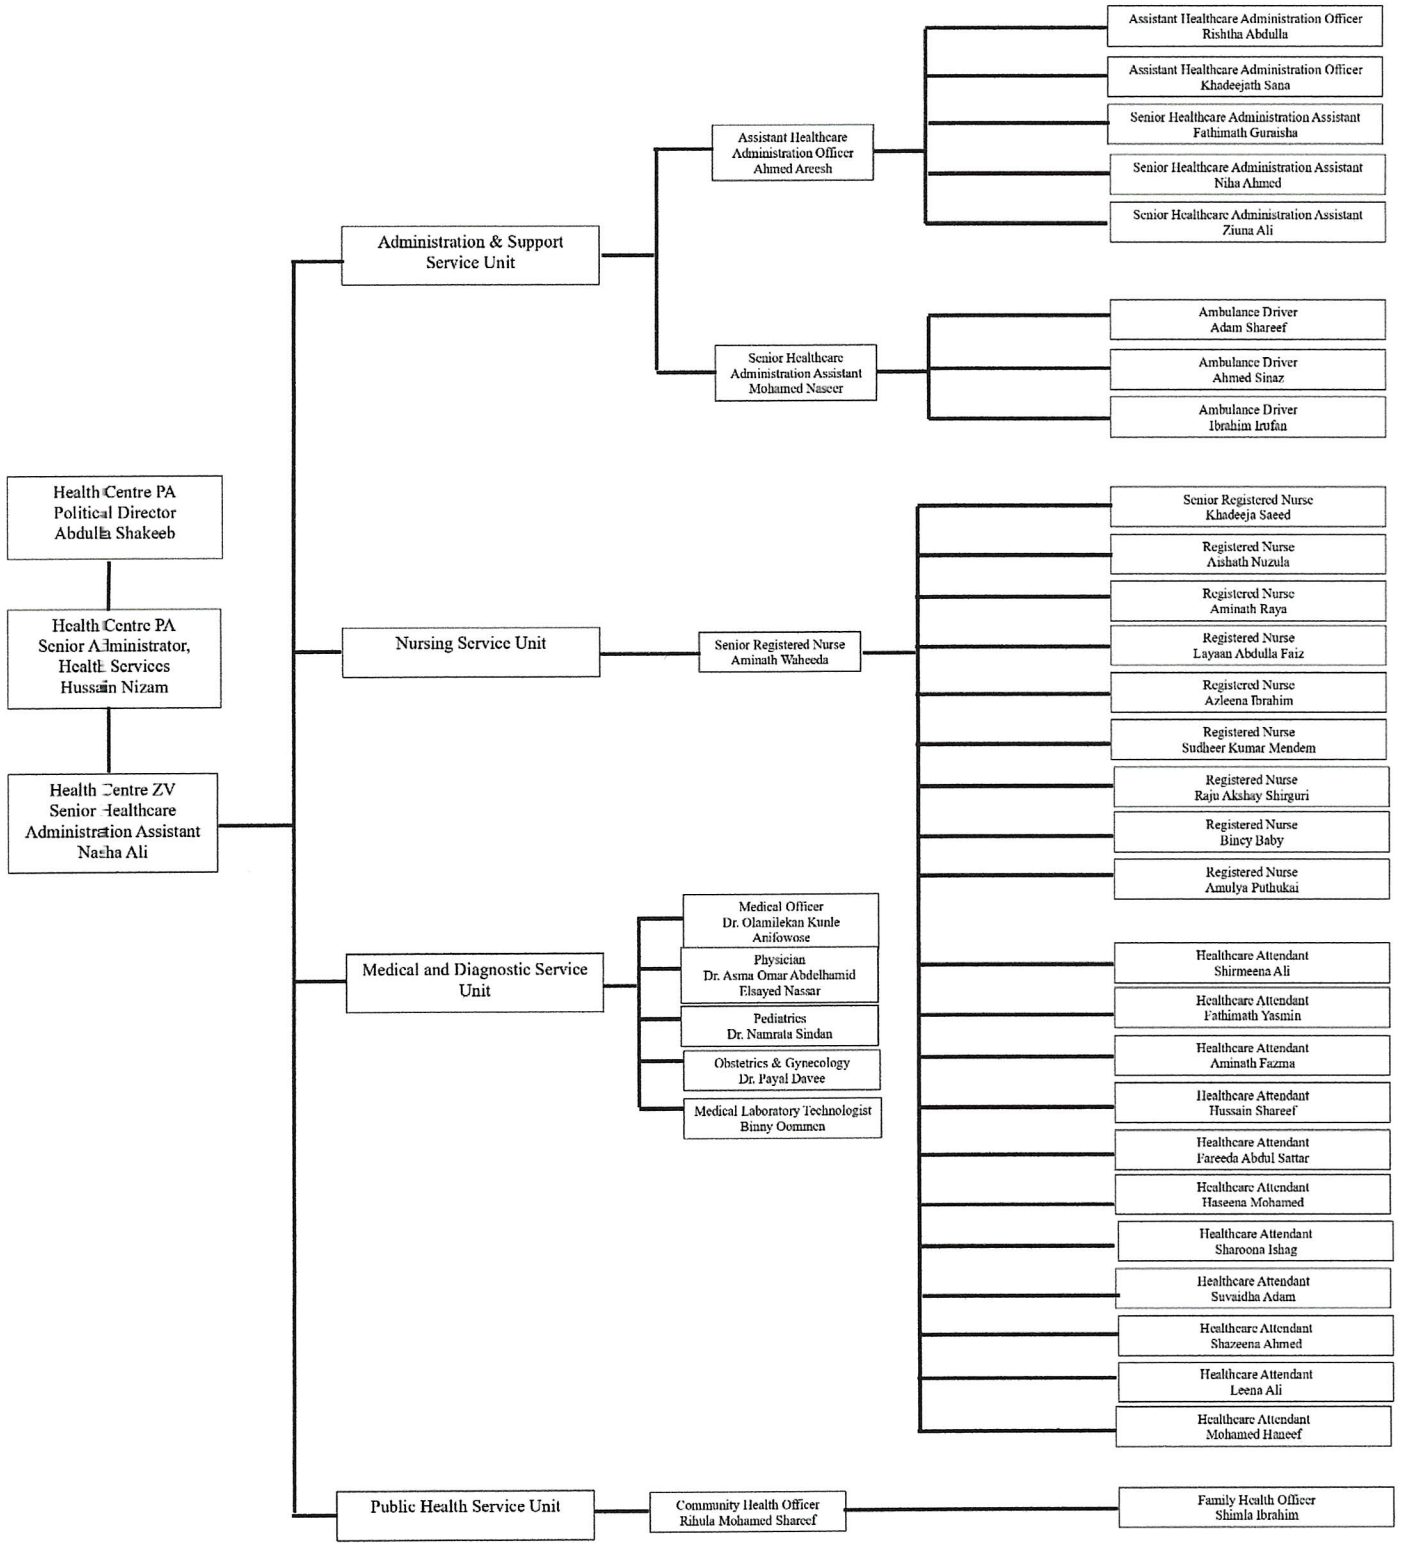 Health Centre PA
Political Director
Abdulla Shakeeb
Health Centre PA
Senior Administrator,
Health Services
Hussain Nizam
Health Centre ZV
Senior Healthcare
Administration Assistant
Nasha Ali
Administration & Support
Service Unit
Assistant Healthcare
Administration Officer
Ahmed Areesh
Assistant Healthcare Administration Officer
Rishtha Abdulla
Assistant Healthcare Administration Officer
Khadeejath Sana
Senior Healthcare Administration Assistant
Fathimath Guraisha
Senior Healthcare Administration Assistant
Niha Ahmed
Senior Healthcare Administration Assistant
Ziuna Ali
Senior Healthcare
Administration Assistant
Mohamed Naseer
Ambulance Driver
Adam Shareef
Ambulance Driver
Ahmed Sinaz
Ambulance Driver
Ibrahim Irufan
Nursing Service Unit
Senior Registered Nurse
Aminath Waheeda
Senior Registered Nurse
Khadeeja Saeed
Registered Nurse
Aishath Nuzula
Registered Nurse
Aminath Raya
Registered Nurse
Layaan Abdulla Faiz
Registered Nurse
Azleena Ibrahim
Registered Nurse
Sudheer Kumar Mendem
Registered Nurse
Raju Akshay Shirguri
Registered Nurse
Bincy Baby
Registered Nurse
Amulya Puthukai
Healthcare Attendant
Shirmeena Ali
Healthcare Attendant
Fathimath Yasmin
Healthcare Attendant
Aminath Fazma
Healthcare Attendant
Hussain Shareef
Healthcare Attendant
Fareeda Abdul Sattar
Healthcare Attendant
Haseena Mohamed
Healthcare Attendant
Sharoona Ishag
Healthcare Attendant
Suvaidha Adam
Healthcare Attendant
Shazeena Ahmed
Healthcare Attendant
Leena Ali
Healthcare Attendant
Mohamed Haneef
Medical and Diagnostic Service
Unit
Medical Officer
Dr. Olamilekan Kunle
Anifowose
Physician
Dr. Asma Omar Abdelhamid
Elsayed Nassar
Pediatrics
Dr. Namrata Sindan
Obstetrics & Gynecology
Dr. Payal Davee
Medical Laboratory Technologist
Binny Oommen
Public Health Service Unit
Community Health Officer
Rihula Mohamed Shareef
Family Health Officer
Shimla Ibrahim